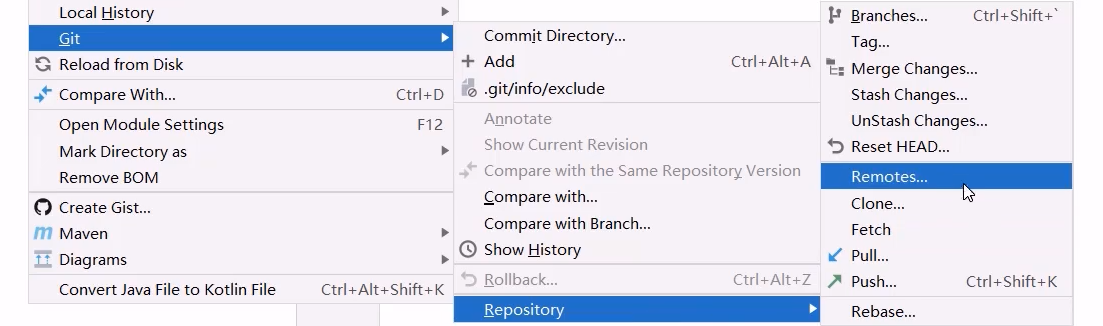 Local History
Git
Reload from Disk
Compare With... Ctrl+D
Open Module Settings F12
Mark Directory as
Remove BOM
Create Gist...
Maven
Diagrams
Convert Java File to Kotlin File Ctrl+Alt+Shift+K
Commit Directory...
Add Ctrl+Alt+A
.git/info/exclude
Annotate
Show Current Revision
Compare with the Same Repository Version
Compare with...
Compare with Branch...
Show History
Rollback... Ctrl+Alt+Z
Repository
Branches... Ctrl+Shift+`
Tag...
Merge Changes...
Stash Changes...
UnStash Changes...
Reset HEAD...
Remotes...
Clone...
Fetch
Pull...
Push... Ctrl+Shift+K
Rebase...